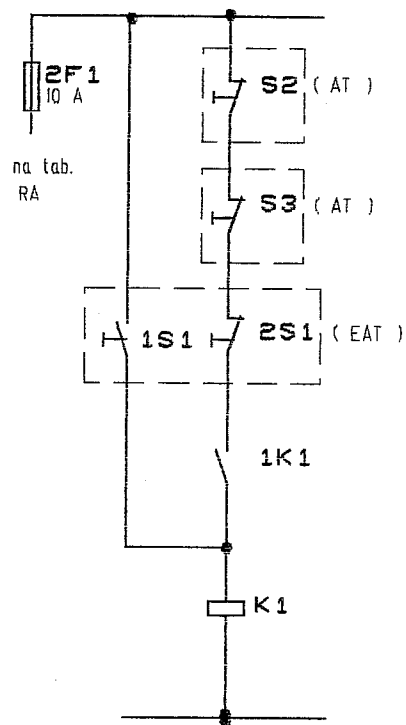 2F1
10 A
na tab.
RA
S2 ( AT )
S3 ( AT )
1S1
2S1 ( EAT )
1K1
K1